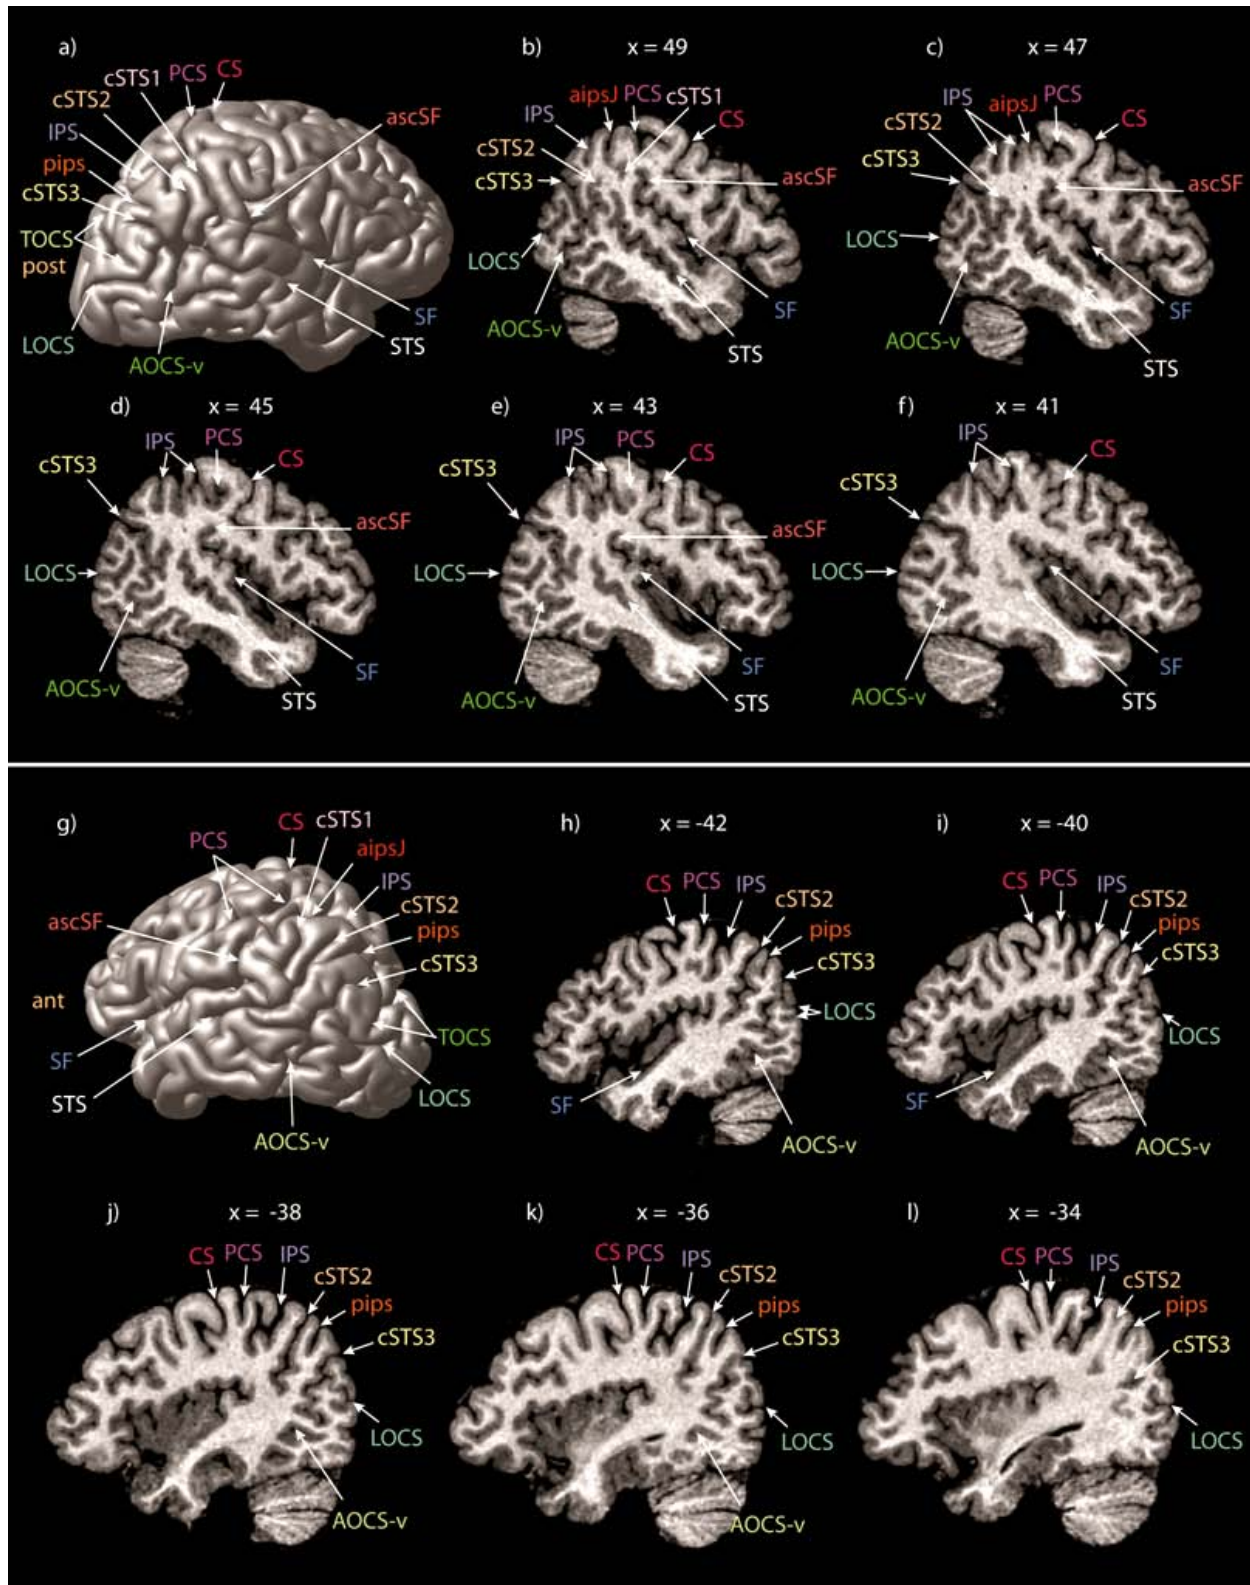 a)
cSTS1 PCS CS
cSTS2
IPS
ascSF
pips
cSTS3
TOCS
post
LOCS
AOCS-v
SF
STS
b) x = 49
aipsJ PCS cSTS1
IPS
CS
cSTS2
cSTS3
ascSF
LOCS
SF
AOCS-v
STS
c) x = 47
IPS aipsJ PCS
cSTS2
CS
cSTS3
ascSF
LOCS
SF
AOCS-v
STS
d) x = 45
IPS PCS
CS
cSTS3
ascSF
LOCS
SF
AOCS-v
STS
e) x = 43
IPS PCS
CS
cSTS3
ascSF
LOCS
SF
AOCS-v
STS
f) x = 41
IPS
CS
cSTS3
LOCS
SF
AOCS-v
STS
g)
CS cSTS1
PCS
aipsJ
IPS
cSTS2
ascSF
pips
cSTS3
ant
TOCS
SF
STS
LOCS
AOCS-v
h) x = -42
CS PCS IPS
cSTS2
pips
cSTS3
LOCS
SF
AOCS-v
i) x = -40
CS PCS IPS
cSTS2
pips
cSTS3
LOCS
SF
AOCS-v
j) x = -38
CS PCS IPS
cSTS2
pips
cSTS3
LOCS
AOCS-v
k) x = -36
CS PCS IPS
cSTS2
pips
cSTS3
LOCS
AOCS-v
l) x = -34
CS PCS IPS
cSTS2
pips
cSTS3
LOCS